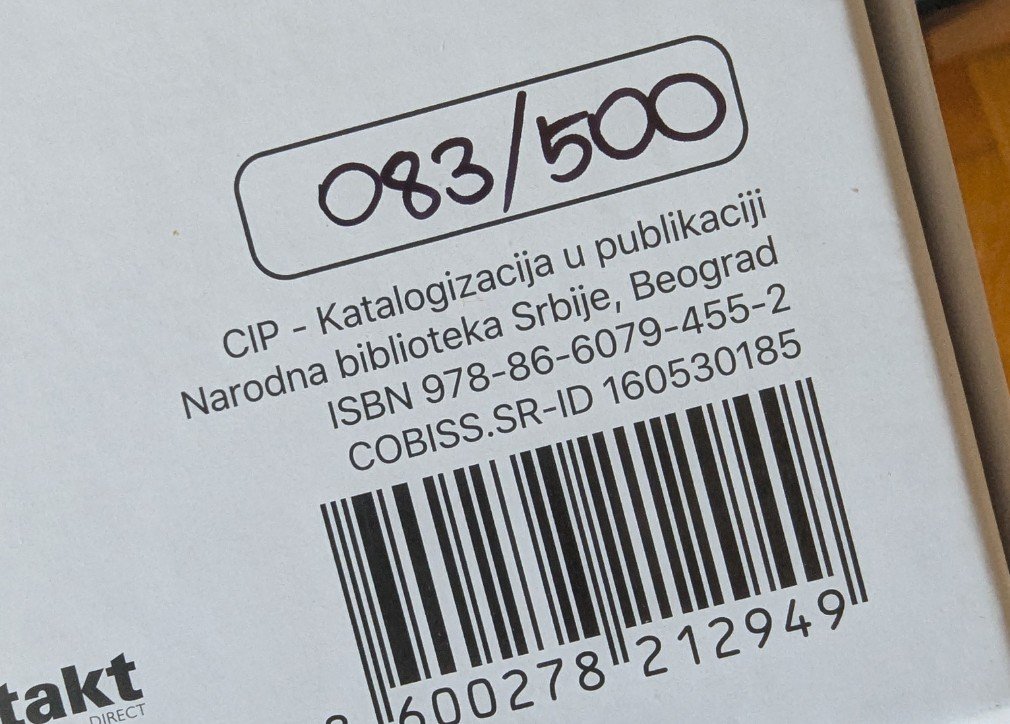 083/500
CIP - Katalogizacija u publikaciji
Narodna biblioteka Srbije, Beograd
ISBN 978-86-6079-455-2
COBISS.SR-ID 160530185
600278 212949
takt
DIRECT